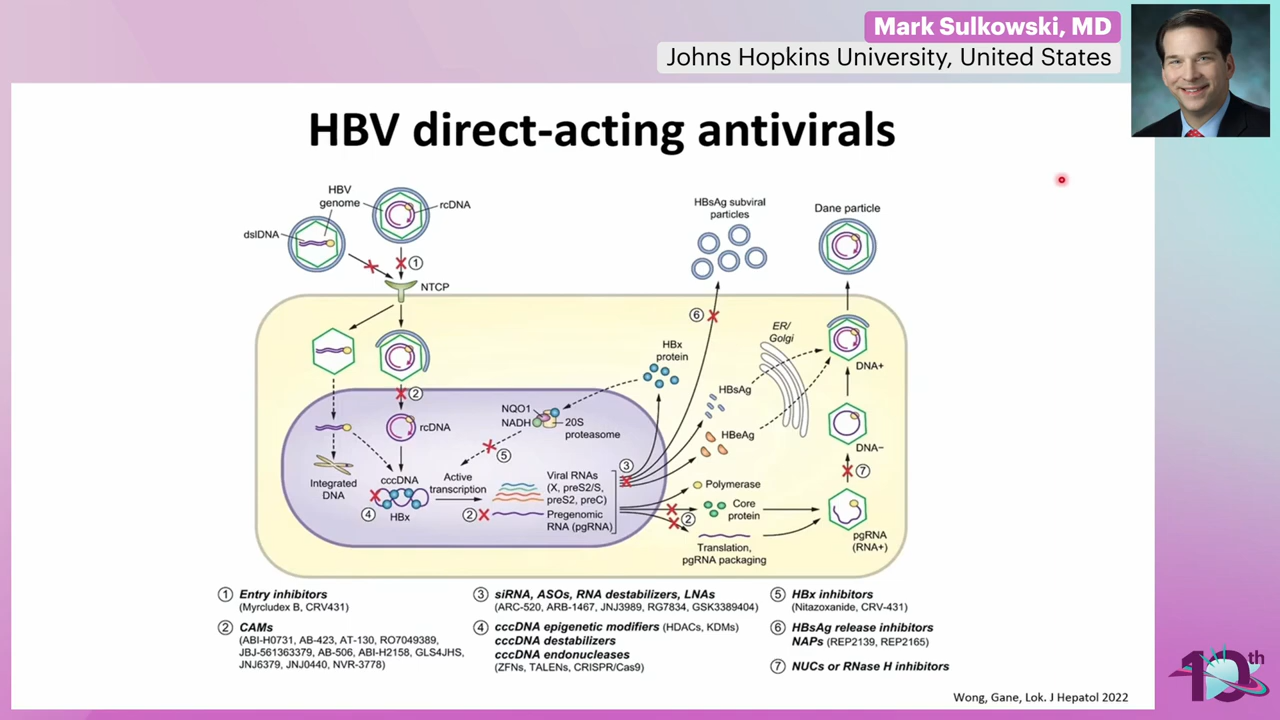 Mark Sulkowski, MD
Johns Hopkins University, United States
HBV direct-acting antivirals
HBV
genome
rcDNA
dslDNA
1
NTCP
HBsAg subviral
particles
Dane particle
6
ER/
Golgi
HBx
protein
DNA+
2
HBsAg
NQO1
NADH
20S
proteasome
rcDNA
HBeAg
DNA−
5
3
7
Integrated
DNA
cccDNA
Active
transcription
Viral RNAs
(X, preS2/S,
preS2, preC)
Polymerase
4
HBx
2
Pregenomic
RNA (pgRNA)
2
Core
protein
pgRNA
(RNA+)
Translation,
pgRNA packaging
1 Entry inhibitors
(Myrcludex B, CRV431)
2 CAMs
(ABI-H0731, AB-423, AT-130, RO7049389,
JBJ-561363379, AB-506, ABI-H2158, GLS4JHS,
JNJ6379, JNJ0440, NVR-3778)
3 siRNA, ASOs, RNA destabilizers, LNAs
(ARC-520, ARB-1467, JNJ3989, RG7834, GSK3389404)
4 cccDNA epigenetic modifiers (HDACs, KDMs)
cccDNA destabilizers
cccDNA endonucleases
(ZFNs, TALENs, CRISPR/Cas9)
5 HBx inhibitors
(Nitazoxanide, CRV-431)
6 HBsAg release inhibitors
NAPs (REP2139, REP2165)
7 NUCs or RNase H inhibitors
Wong, Gane, Lok. J Hepatol 2022
10th